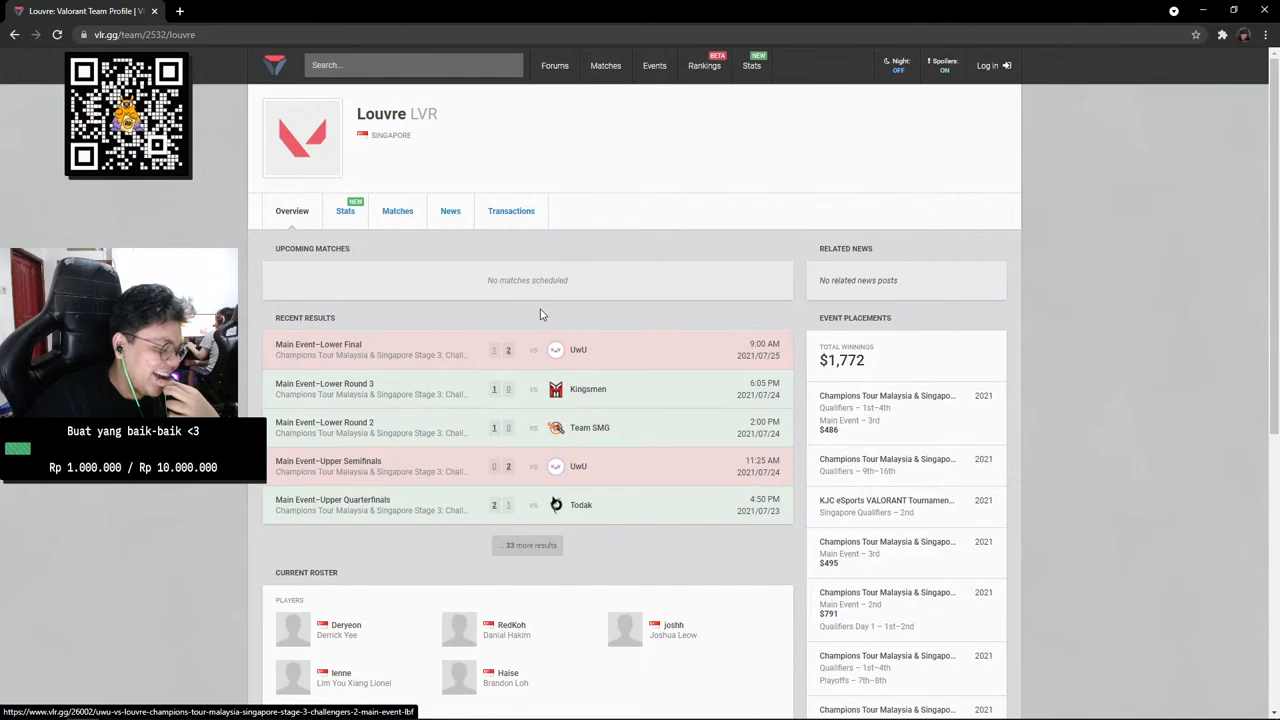 Louvre: Valorant Team Profile | Vl
vlr.gg/team/2532/louvre
Search...
Forums
Matches
Events
BETA
Rankings
NEW
Stats
Night:
OFF
Spoilers:
ON
Log in
Louvre LVR
SINGAPORE
Overview
NEW
Stats
Matches
News
Transactions
UPCOMING MATCHES
No matches scheduled
RECENT RESULTS
Main Event–Lower Final
Champions Tour Malaysia & Singapore Stage 3: Chall…
1 2 vs. UwU
9:00 AM
2021/07/25
Main Event–Lower Round 3
Champions Tour Malaysia & Singapore Stage 3: Chall…
1 0 vs. Kingsmen
6:05 PM
2021/07/24
Main Event–Lower Round 2
Champions Tour Malaysia & Singapore Stage 3: Chall…
1 0 vs. Team SMG
2:00 PM
2021/07/24
Main Event–Upper Semifinals
Champions Tour Malaysia & Singapore Stage 3: Chall…
0 2 vs. UwU
11:25 AM
2021/07/24
Main Event–Upper Quarterfinals
Champions Tour Malaysia & Singapore Stage 3: Chall…
2 1 vs. Todak
4:50 PM
2021/07/23
... 33 more results
CURRENT ROSTER
PLAYERS
Deryeon
Derrick Yee
RedKoh
Danial Hakim
joshh
Joshua Leow
lenne
Lim You Xiang Lionel
Haise
Brandon Loh
RELATED NEWS
No related news posts
EVENT PLACEMENTS
TOTAL WINNINGS
$1,772
Champions Tour Malaysia & Singapo… 2021
Qualifiers – 1st–4th
Main Event – 3rd
$486
Champions Tour Malaysia & Singapo… 2021
Qualifiers – 9th–16th
KJC eSports VALORANT Tournamen… 2021
Singapore Qualifiers – 2nd
Champions Tour Malaysia & Singapo… 2021
Main Event – 3rd
$495
Champions Tour Malaysia & Singapo… 2021
Main Event – 2nd
$791
Qualifiers Day 1 – 1st–2nd
Champions Tour Malaysia & Singapo… 2021
Qualifiers – 1st–4th
Playoffs – 7th–8th
Champions Tour Malaysia & Singapo… 2021
Buat yang baik-baik <3
Rp 1.000.000 / Rp 10.000.000
https://www.vlr.gg/26002/uwu-vs-louvre-champions-tour-malaysia-singapore-stage-3-challengers-2-main-event-lbf